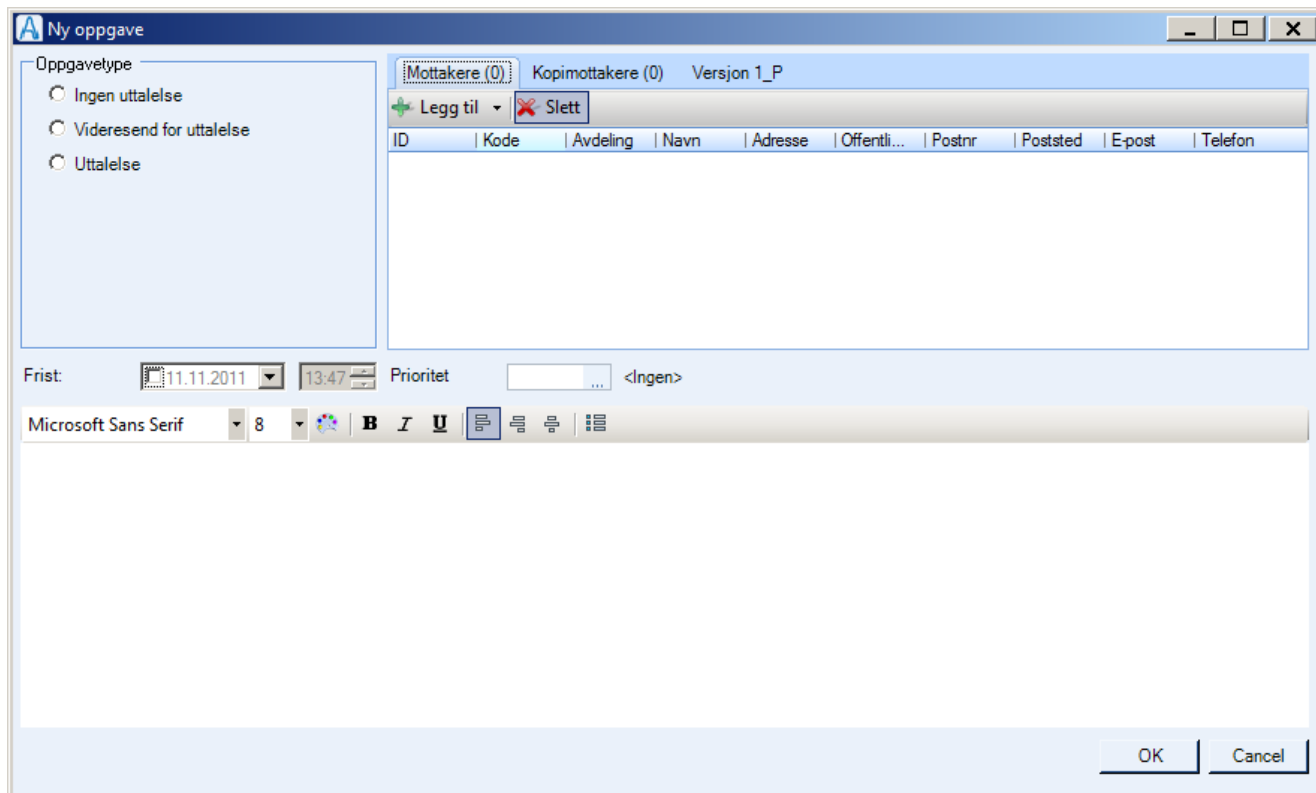 Ny oppgave
Oppgavetype
Ingen uttalelse
Videresend for uttalelse
Uttalelse
Mottakere (0) Kopimottakere (0) Versjon 1_P
Legg til Slett
ID Kode Avdeling Navn Adresse Offentli... Postnr Poststed E-post Telefon
Frist: 11.11.2011 13:47 Prioritet ... <Ingen>
Microsoft Sans Serif 8 B I U
OK Cancel